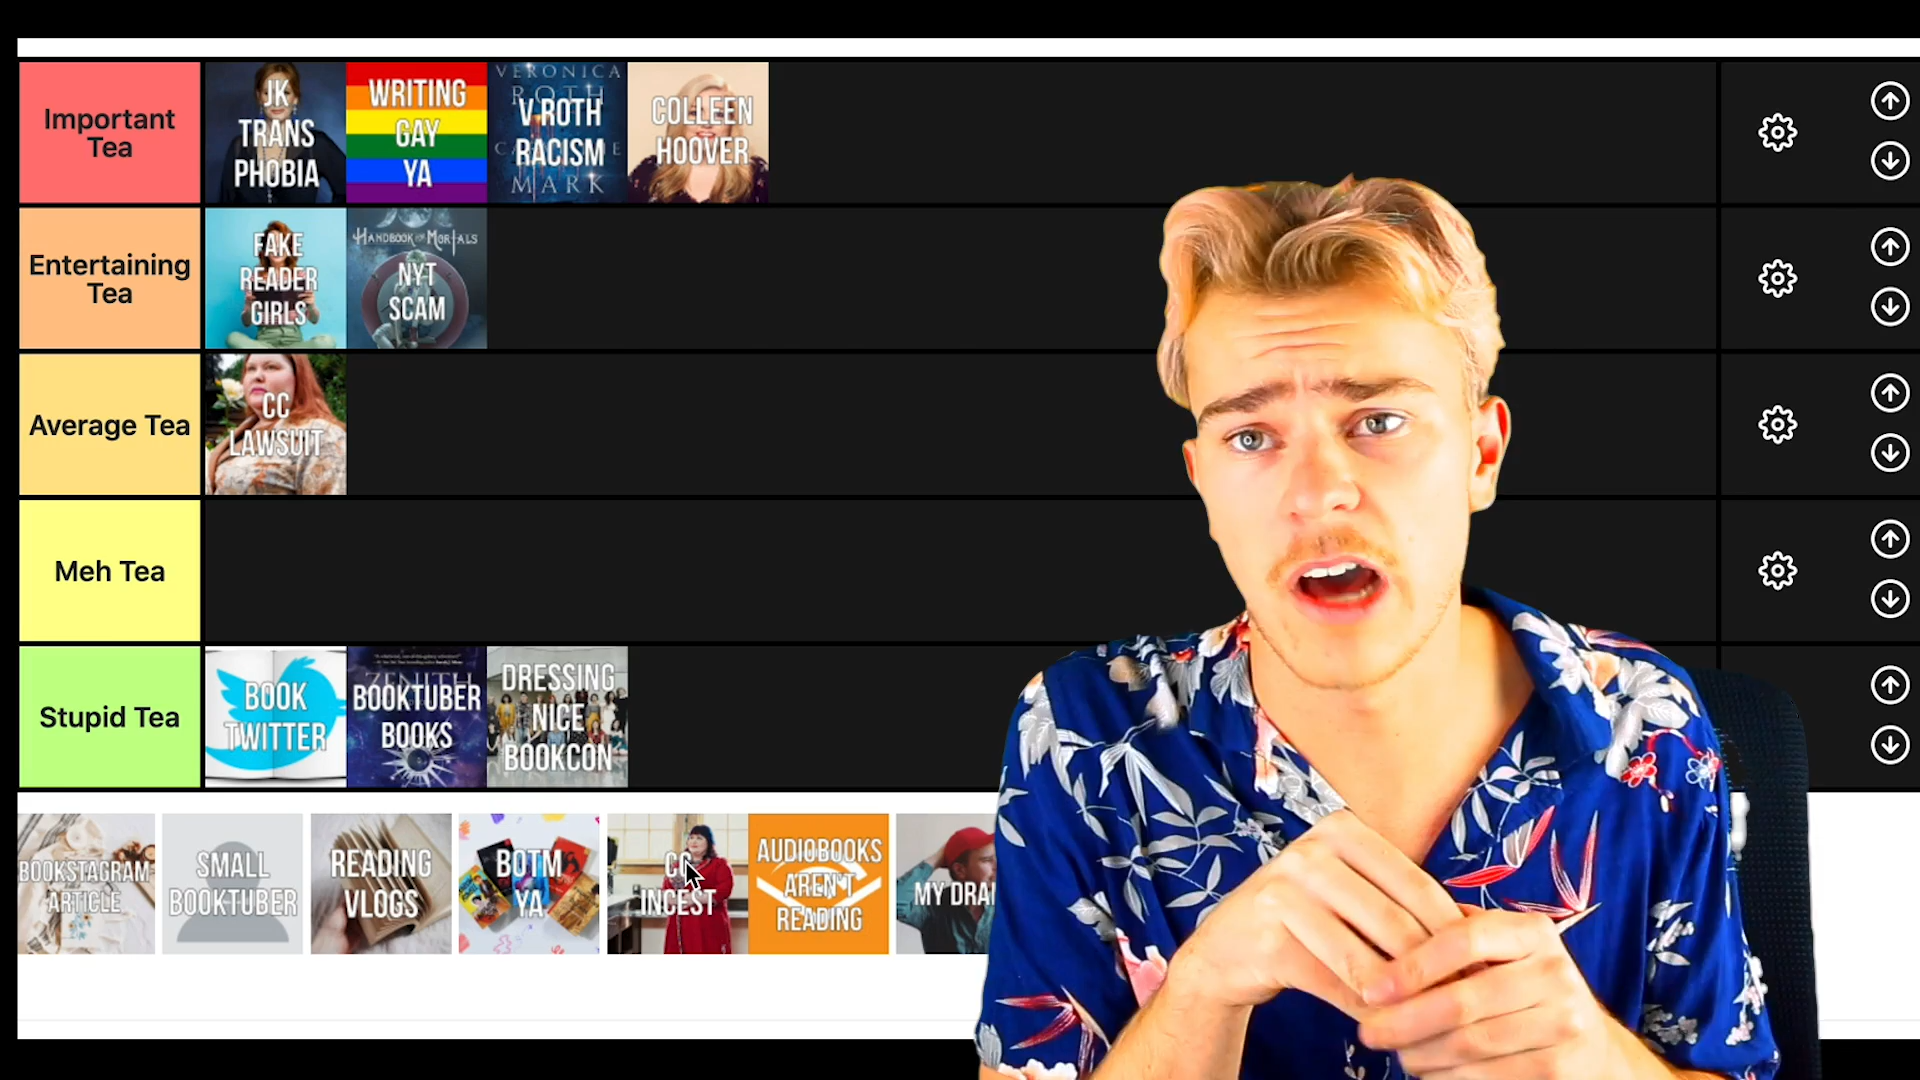 Important
Tea
JK
TRANS
PHOBIA
WRITING
GAY
YA
VERONICA
ROTH
V.ROTH
RACISM
MARK
COLLEEN
HOOVER
Entertaining
Tea
FAKE
READER
GIRLS
HANDBOOK FOR MORTALS
NYT
SCAM
Average Tea
CC
LAWSUIT
Meh Tea
Stupid Tea
BOOK
TWITTER
ZENITH
BOOKTUBER
BOOKS
DRESSING
NICE
BOOKCON
BOOKSTAGRAM
ARTICLE
SMALL
BOOKTUBER
READING
VLOGS
BOTM
YA
CC
INCEST
AUDIOBOOKS
AREN'T
READING
MY